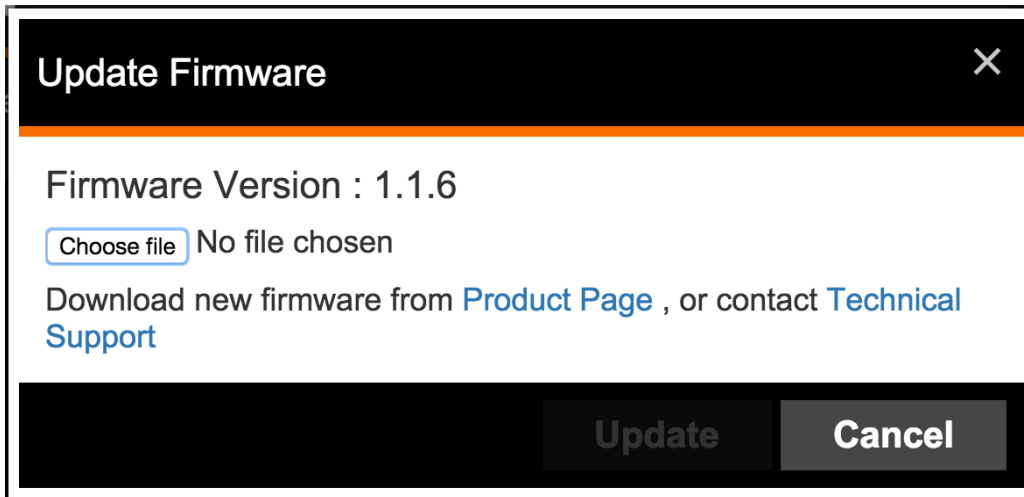 Update Firmware
Firmware Version : 1.1.6
Choose file No file chosen
Download new firmware from Product Page , or contact Technical
Support
Update Cancel